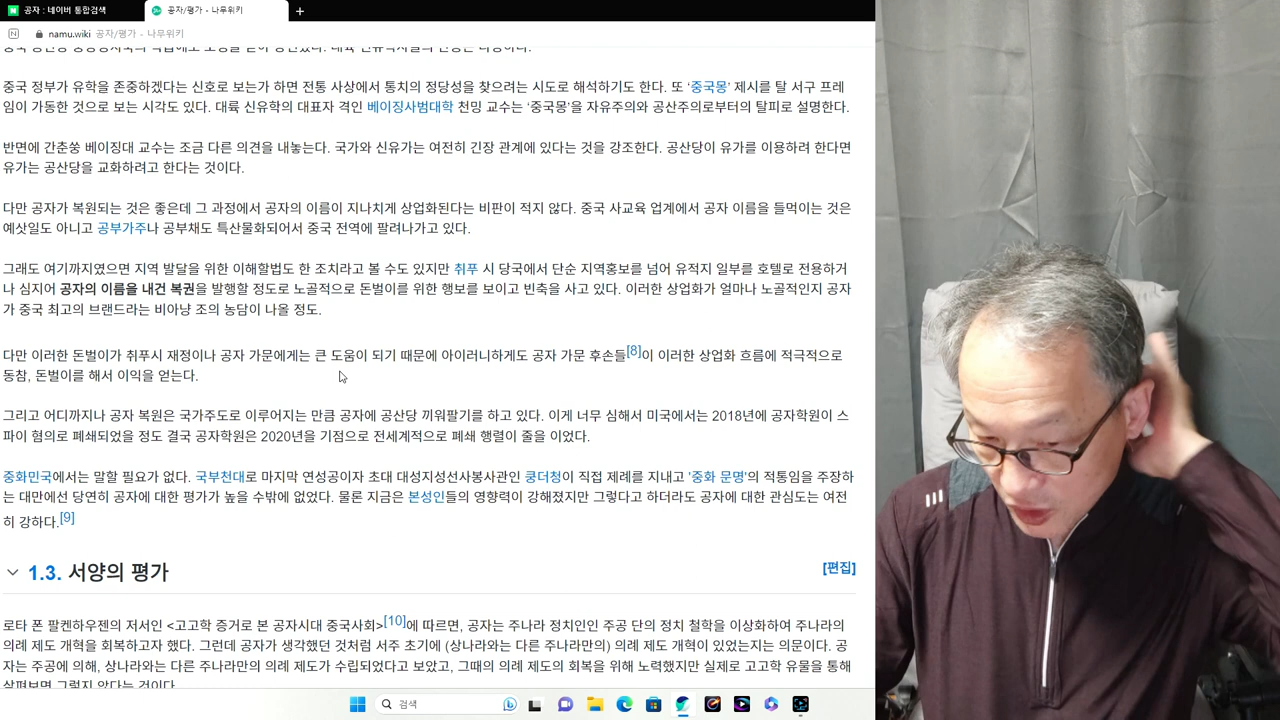 공자 : 네이버 통합검색
공자/평가 - 나무위키
namu.wiki 공자/평가 - 나무위키
중국 정부가 유학을 존중하겠다는 신호로 보는가 하면 전통 사상에서 통치의 정당성을 찾으려는 시도로 해석하기도 한다. 또 ‘중국몽’ 제시를 탈 서구 프레
임이 가동한 것으로 보는 시각도 있다. 대륙 신유학의 대표자 격인 베이징사범대학 천밍 교수는 ‘중국몽’을 자유주의와 공산주의로부터의 탈피로 설명한다.
반면에 간춘쑹 베이징대 교수는 조금 다른 의견을 내놓는다. 국가와 신유가는 여전히 긴장 관계에 있다는 것을 강조한다. 공산당이 유가를 이용하려 한다면
유가는 공산당을 교화하려고 한다는 것이다.
다만 공자가 복원되는 것은 좋은데 그 과정에서 공자의 이름이 지나치게 상업화된다는 비판이 적지 않다. 중국 사교육 업계에서 공자 이름을 들먹이는 것은
예삿일도 아니고 공부가주나 공부채도 특산물화되어서 중국 전역에 팔려나가고 있다.
그래도 여기까지였으면 지역 발달을 위한 이해할법도 한 조치라고 볼 수도 있지만 취푸 시 당국에서 단순 지역홍보를 넘어 유적지 일부를 호텔로 전용하거
나 심지어 공자의 이름을 내건 복권을 발행할 정도로 노골적으로 돈벌이를 위한 행보를 보이고 빈축을 사고 있다. 이러한 상업화가 얼마나 노골적인지 공자
가 중국 최고의 브랜드라는 비아냥 조의 농담이 나올 정도.
다만 이러한 돈벌이가 취푸시 재정이나 공자 가문에게는 큰 도움이 되기 때문에 아이러니하게도 공자 가문 후손들[8]이 이러한 상업화 흐름에 적극적으로
동참, 돈벌이를 해서 이익을 얻는다.
그리고 어디까지나 공자 복원은 국가주도로 이루어지는 만큼 공자에 공산당 끼워팔기를 하고 있다. 이게 너무 심해서 미국에서는 2018년에 공자학원이 스
파이 혐의로 폐쇄되었을 정도 결국 공자학원은 2020년을 기점으로 전세계적으로 폐쇄 행렬이 줄을 이었다.
중화민국에서는 말할 필요가 없다. 국부천대로 마지막 연성공이자 초대 대성지성선사봉사관인 쿵더청이 직접 제례를 지내고 '중화 문명'의 적통임을 주장하
는 대만에선 당연히 공자에 대한 평가가 높을 수밖에 없었다. 물론 지금은 본성인들의 영향력이 강해졌지만 그렇다고 하더라도 공자에 대한 관심도는 여전
히 강하다.[9]
1.3. 서양의 평가 [편집]
로타 폰 팔켄하우젠의 저서인 <고고학 증거로 본 공자시대 중국사회>[10]에 따르면, 공자는 주나라 정치인인 주공 단의 정치 철학을 이상화하여 주나라의
의례 제도 개혁을 회복하고자 했다. 그런데 공자가 생각했던 것처럼 서주 초기에 (상나라와는 다른 주나라만의) 의례 제도 개혁이 있었는지는 의문이다. 공
자는 주공에 의해, 상나라와는 다른 주나라만의 의례 제도가 수립되었다고 보았고, 그때의 의례 제도의 회복을 위해 노력했지만 실제로 고고학 유물을 통해
살펴보면 그렇지 않다는 것이다.
검색